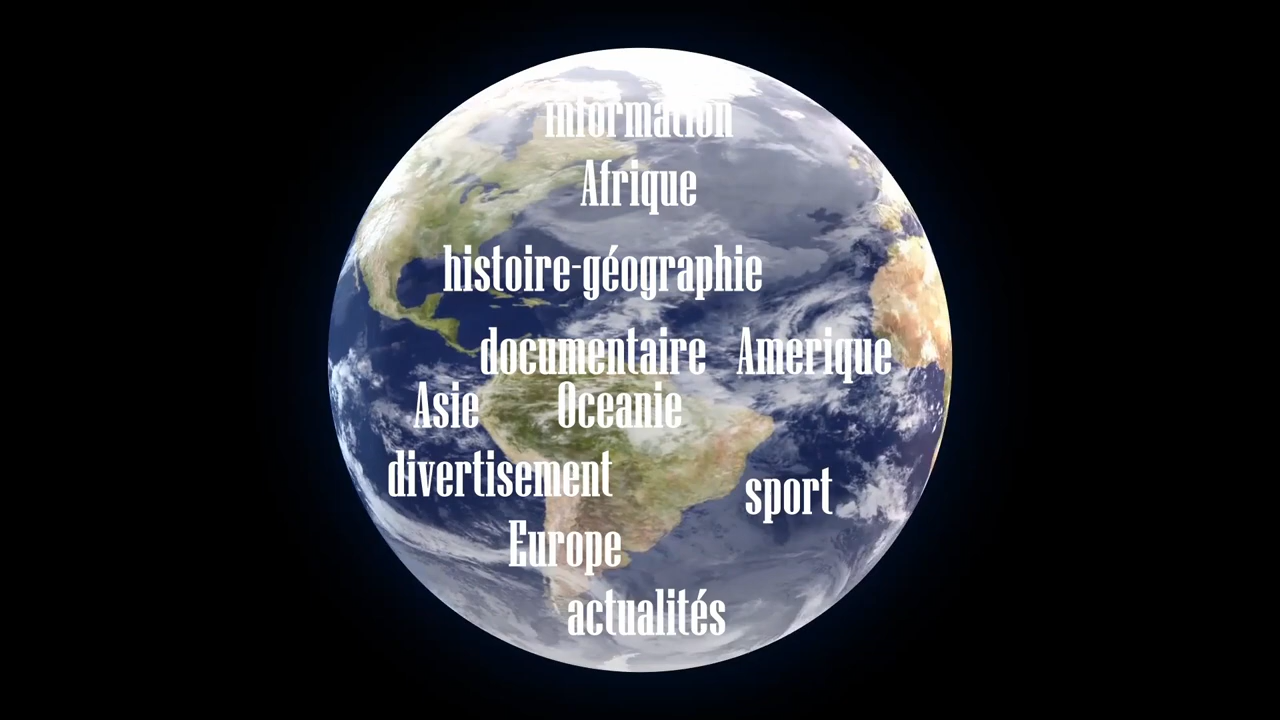 information
Afrique
histoire-géographie
documentaire Amerique
Asie Oceanie
divertisement
sport
Europe
actualités